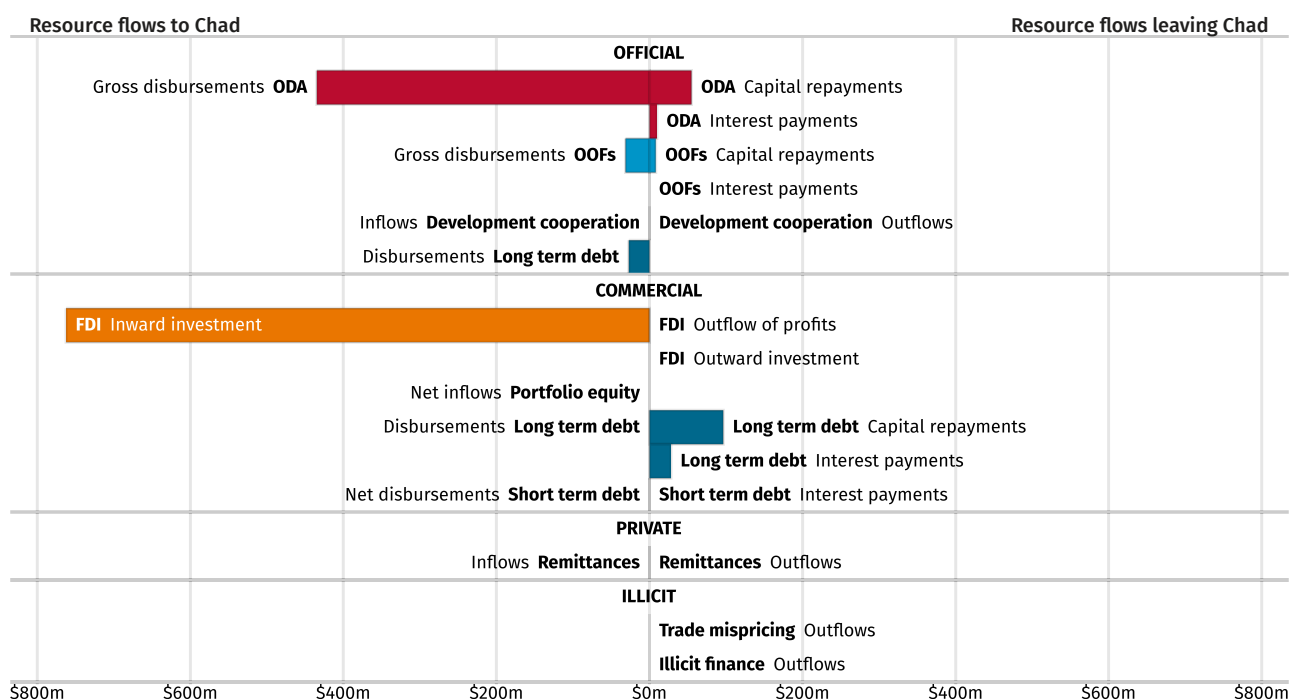 Resource flows to Chad Resource flows leaving Chad
OFFICIAL
Gross disbursements ODA ODA Capital repayments
ODA Interest payments
Gross disbursements OOFs OOFs Capital repayments
OOFs Interest payments
Inflows Development cooperation Development cooperation Outflows
Disbursements Long term debt
COMMERCIAL
FDI Inward investment FDI Outflow of profits
FDI Outward investment
Net inflows Portfolio equity
Disbursements Long term debt Long term debt Capital repayments
Long term debt Interest payments
Net disbursements Short term debt Short term debt Interest payments
PRIVATE
Inflows Remittances Remittances Outflows
ILLICIT
Trade mispricing Outflows
Illicit finance Outflows
$800m $600m $400m $200m $0m $200m $400m $600m $800m